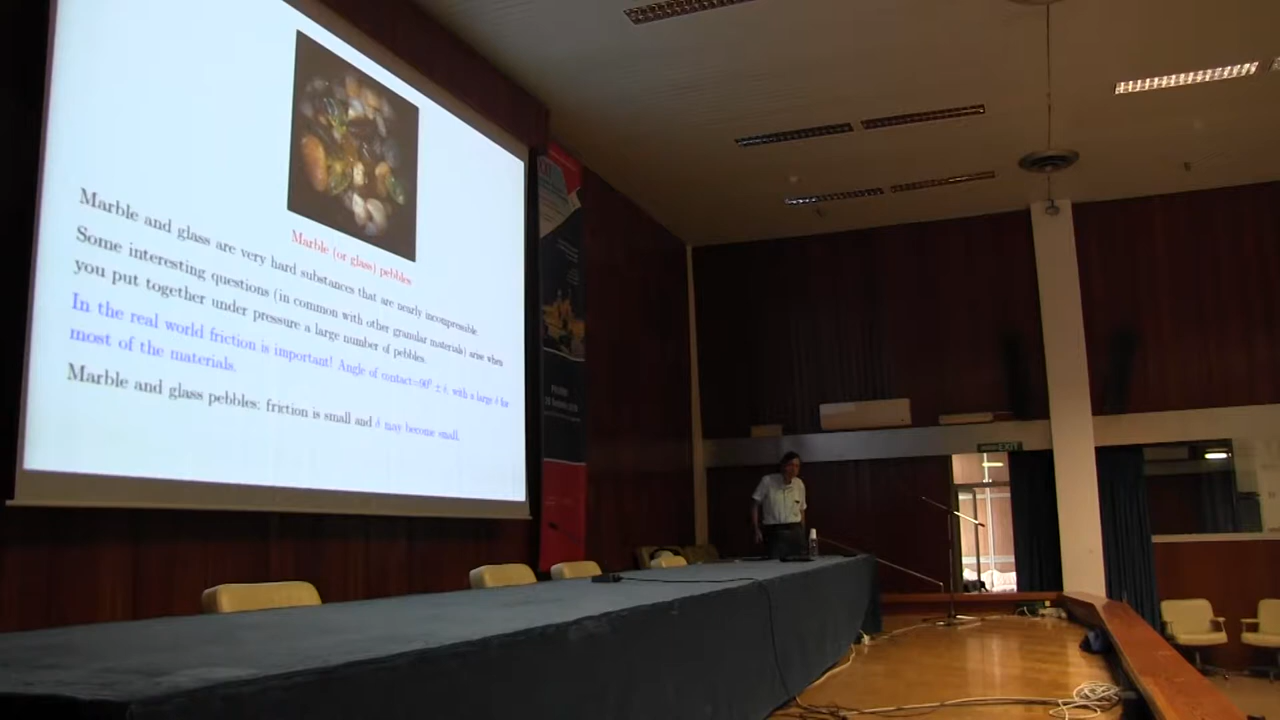 Marble (or glass) pebbles
Marble and glass are very hard substances that are nearly incompressible.
Some interesting questions (in common with other granular materials) arise when
you put together under pressure a large number of pebbles.
In the real world friction is important! Angle of contact=90⁰ ± δ, with a large δ for
most of the materials.
Marble and glass pebbles: friction is small and δ may become small.
EXIT